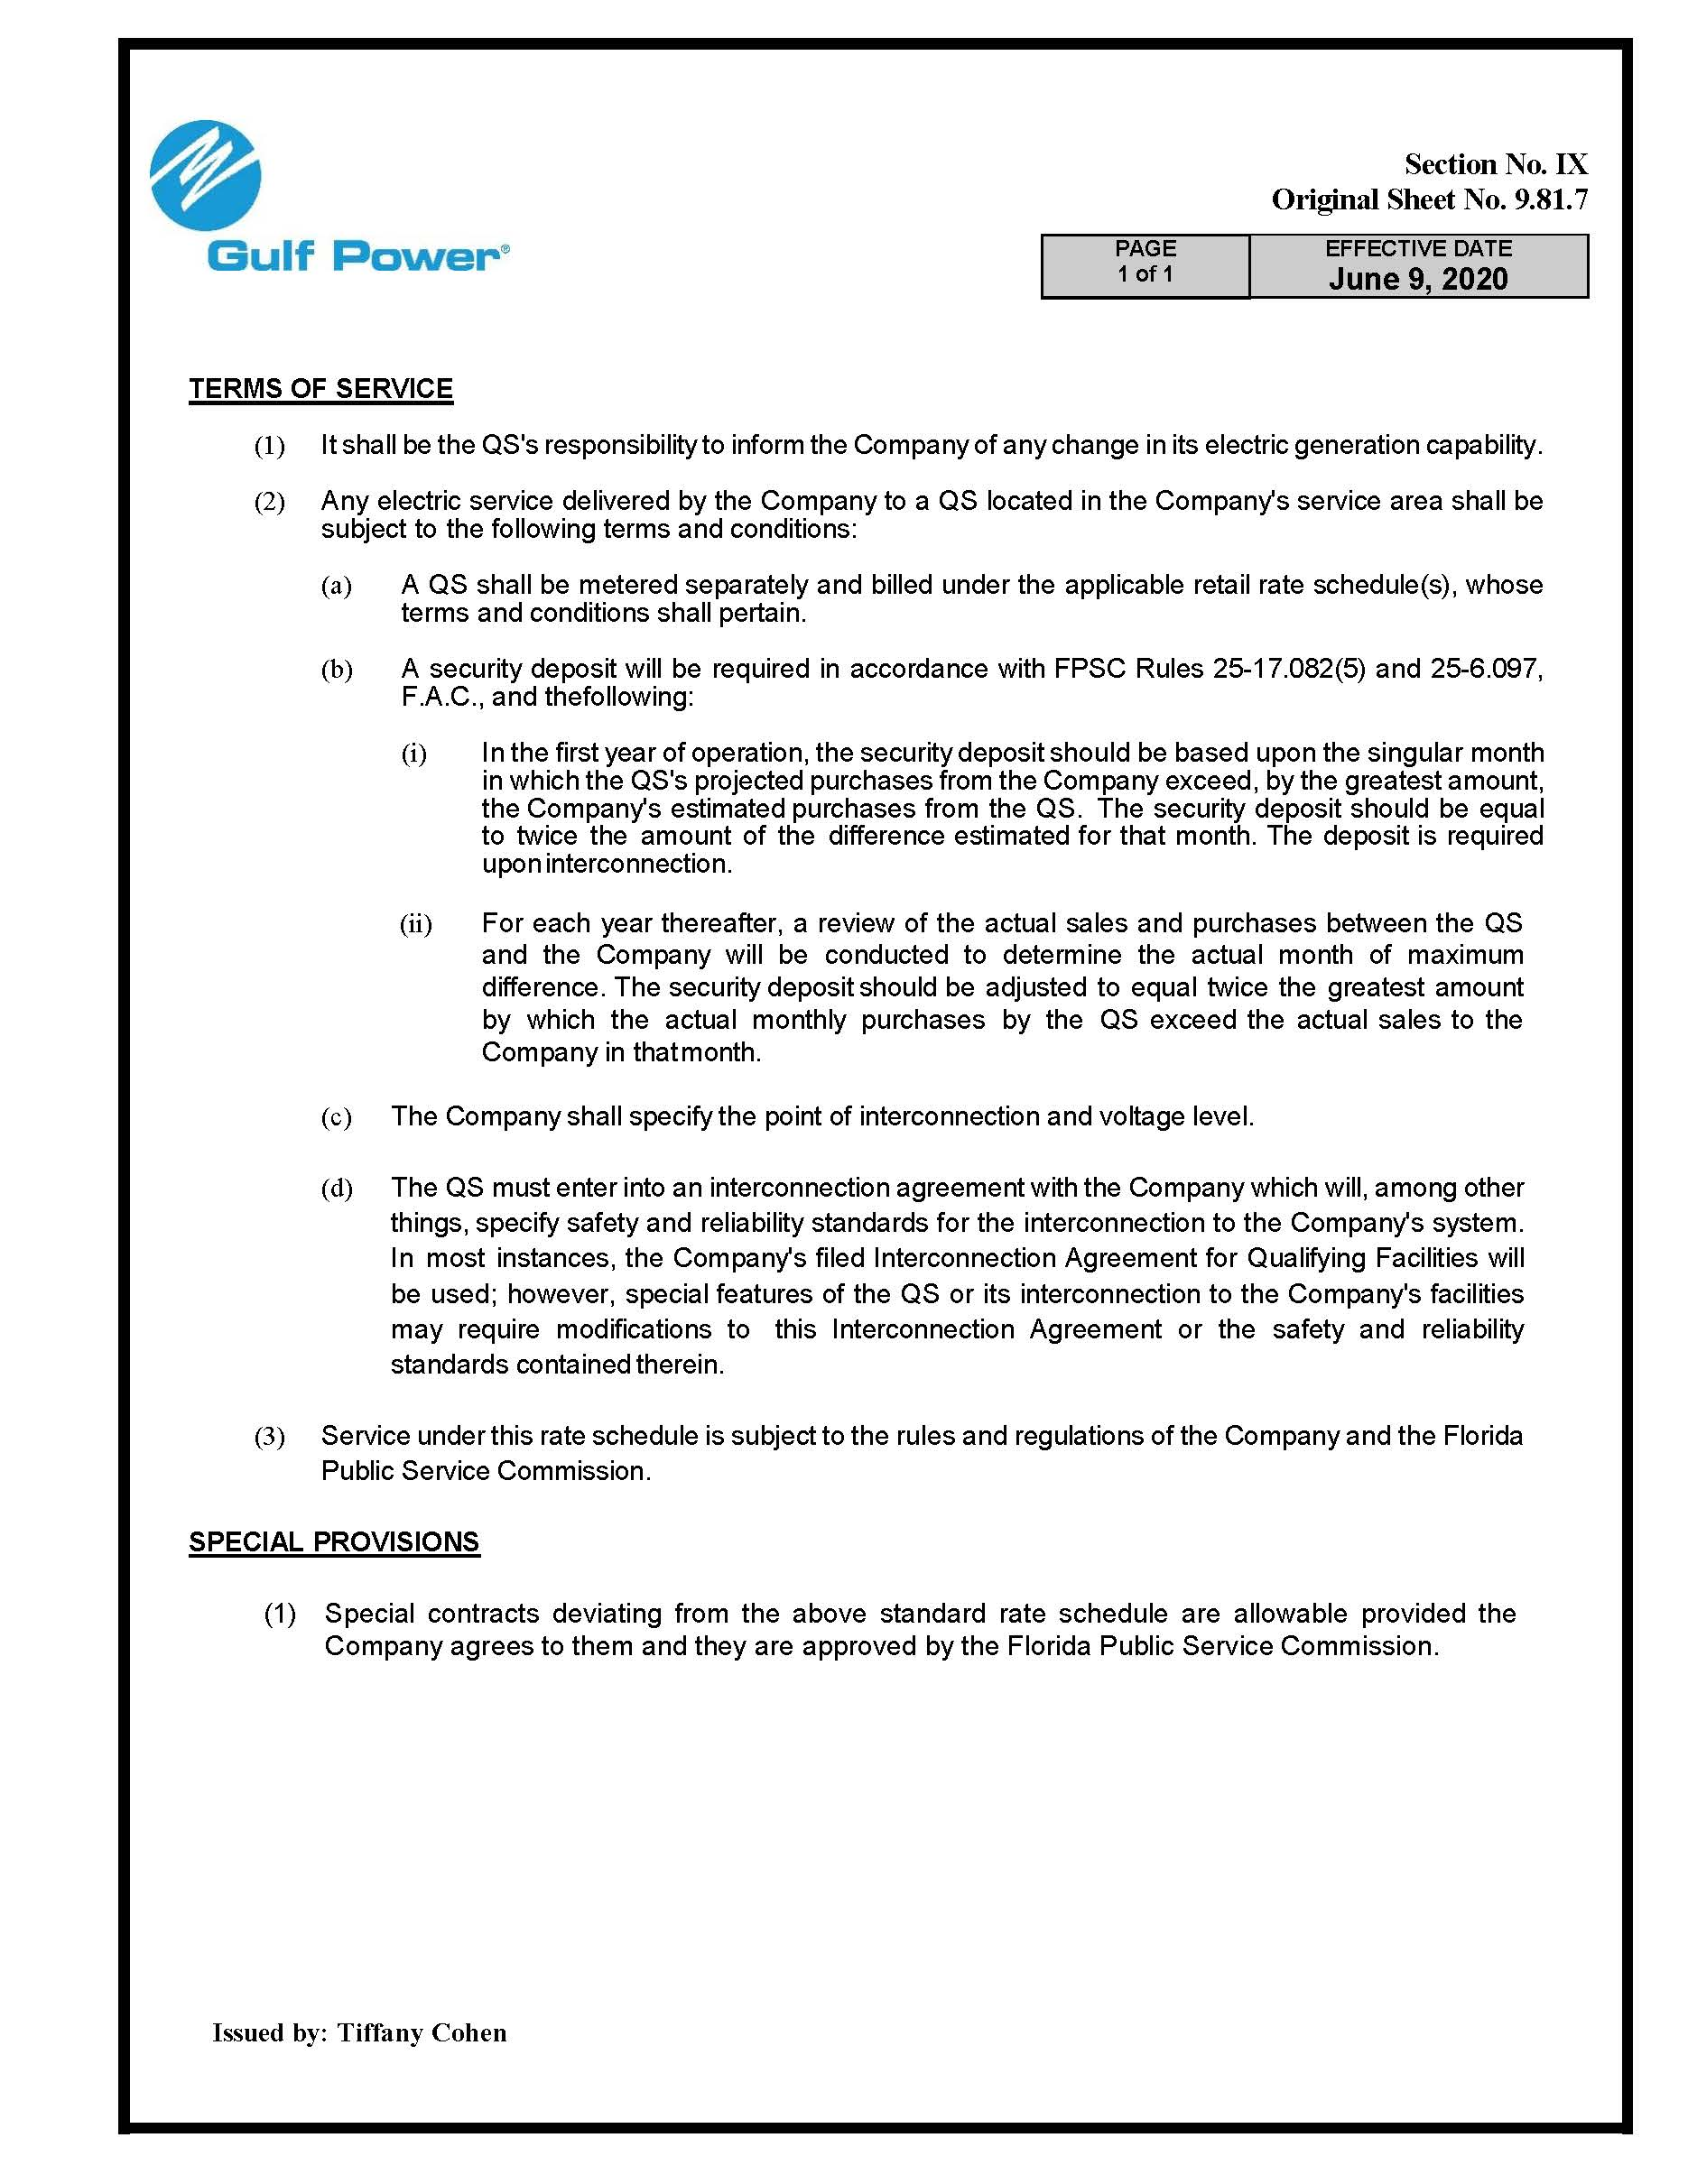 Gulf Power®
Section No. IX
Original Sheet No. 9.81.7
PAGE
1 of 1
EFFECTIVE DATE
June 9, 2020
TERMS OF SERVICE
(1) It shall be the QS's responsibility to inform the Company of any change in its electric generation capability.
(2) Any electric service delivered by the Company to a QS located in the Company's service area shall be
subject to the following terms and conditions:
(a) A QS shall be metered separately and billed under the applicable retail rate schedule(s), whose
terms and conditions shall pertain.
(b) A security deposit will be required in accordance with FPSC Rules 25-17.082(5) and 25-6.097,
F.A.C., and thefollowing:
(i) In the first year of operation, the security deposit should be based upon the singular month
in which the QS's projected purchases from the Company exceed, by the greatest amount,
the Company's estimated purchases from the QS. The security deposit should be equal
to twice the amount of the difference estimated for that month. The deposit is required
upon interconnection.
(ii) For each year thereafter, a review of the actual sales and purchases between the QS
and the Company will be conducted to determine the actual month of maximum
difference. The security deposit should be adjusted to equal twice the greatest amount
by which the actual monthly purchases by the QS exceed the actual sales to the
Company in that month.
(c) The Company shall specify the point of interconnection and voltage level.
(d) The QS must enter into an interconnection agreement with the Company which will, among other
things, specify safety and reliability standards for the interconnection to the Company's system.
In most instances, the Company's filed Interconnection Agreement for Qualifying Facilities will
be used; however, special features of the QS or its interconnection to the Company's facilities
may require modifications to this Interconnection Agreement or the safety and reliability
standards contained therein.
(3) Service under this rate schedule is subject to the rules and regulations of the Company and the Florida
Public Service Commission.
SPECIAL PROVISIONS
(1) Special contracts deviating from the above standard rate schedule are allowable provided the
Company agrees to them and they are approved by the Florida Public Service Commission.
Issued by: Tiffany Cohen